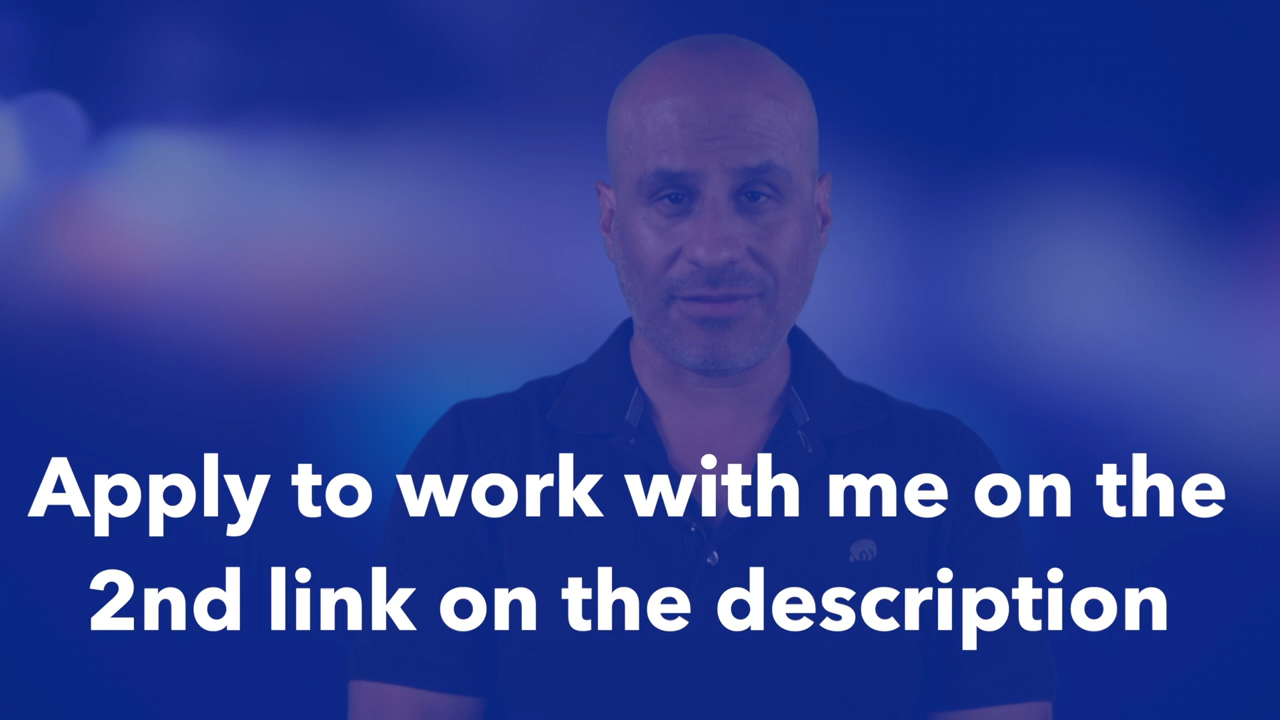 Apply to work with me on the
2nd link on the description